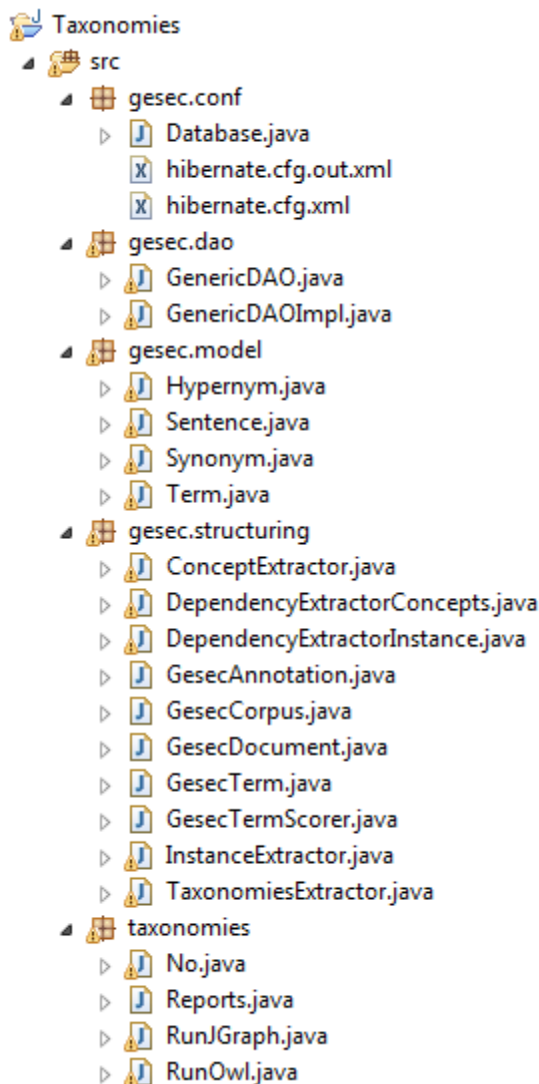 Taxonomies
src
gesec.conf
Database.java
hibernate.cfg.out.xml
hibernate.cfg.xml
gesec.dao
GenericDAO.java
GenericDAOImpl.java
gesec.model
Hypernym.java
Sentence.java
Synonym.java
Term.java
gesec.structuring
ConceptExtractor.java
DependencyExtractorConcepts.java
DependencyExtractorInstance.java
GesecAnnotation.java
GesecCorpus.java
GesecDocument.java
GesecTerm.java
GesecTermScorer.java
InstanceExtractor.java
TaxonomiesExtractor.java
taxonomies
No.java
Reports.java
RunJGraph.java
RunOwl.java